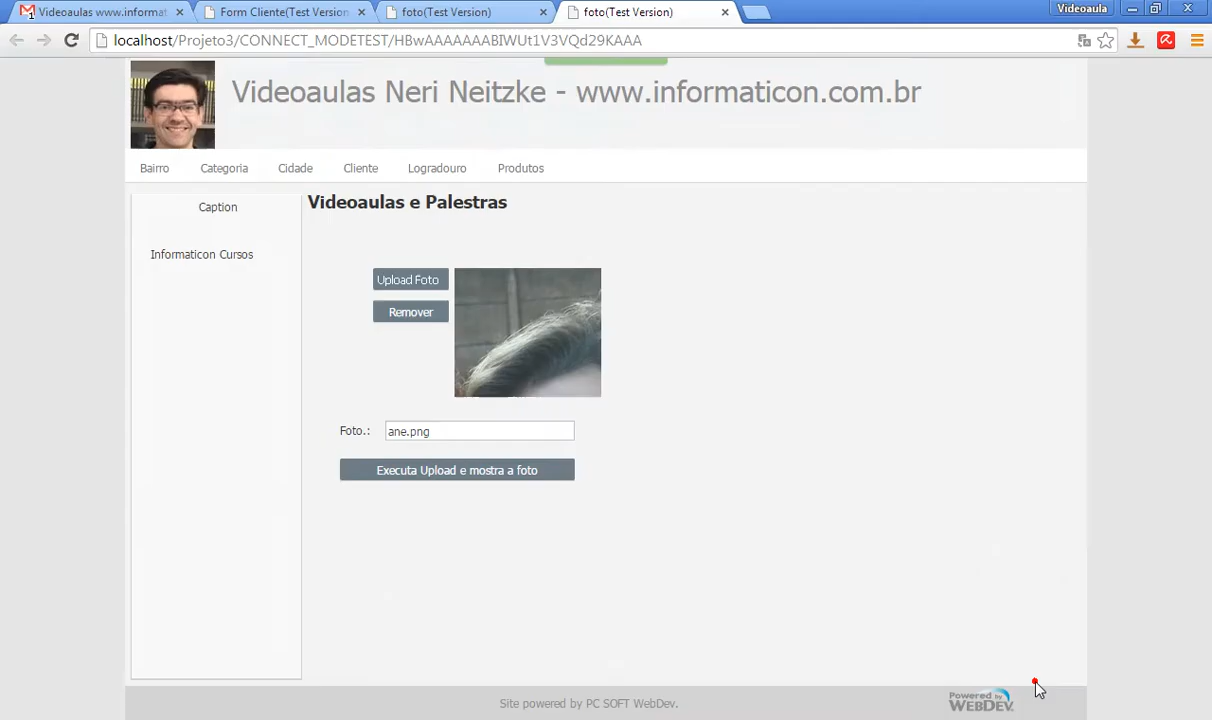 Videoaulas www.informat
Form Cliente(Test Version)
foto(Test Version)
foto(Test Version)
Videoaula
localhost/Projeto3/CONNECT_MODETEST/HBwAAAAAABIWUt1V3VQd29KAAA
Videoaulas Neri Neitzke - www.informaticon.com.br
Bairro Categoria Cidade Cliente Logradouro Produtos
Caption
Videoaulas e Palestras
Informaticon Cursos
Upload Foto
Remover
Foto.: ane.png
Executa Upload e mostra a foto
Site powered by PC SOFT WebDev.
Powered by
WEBDEV